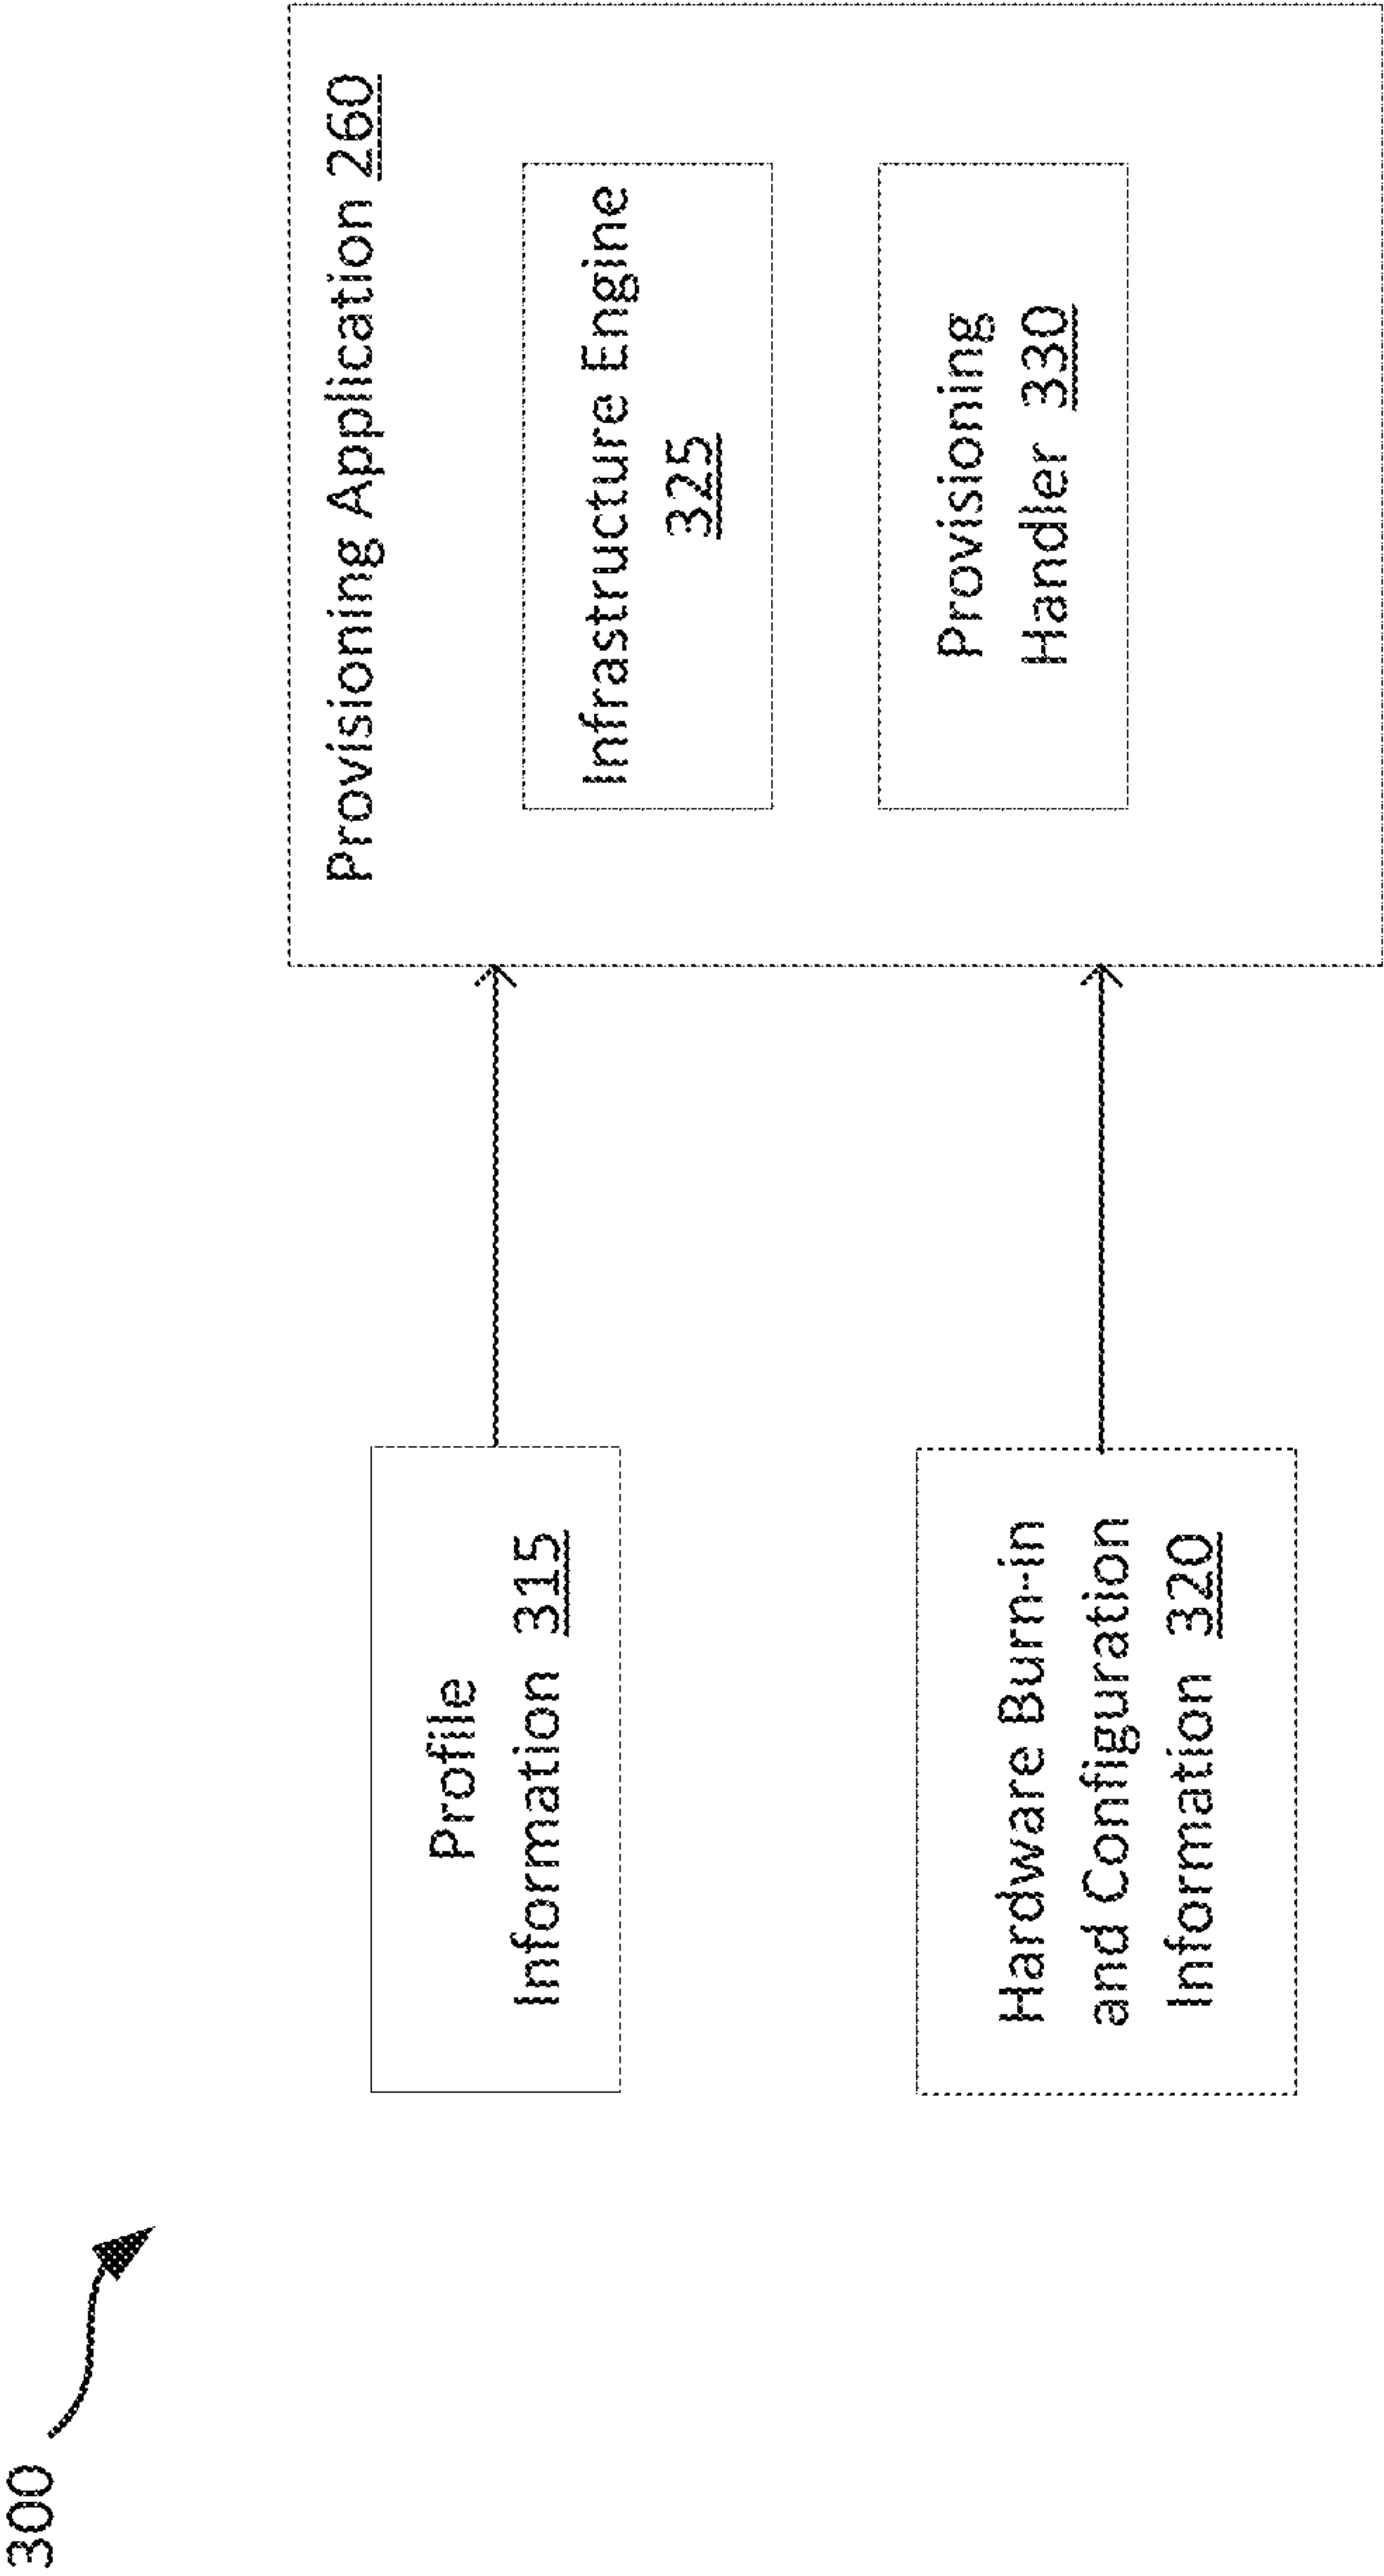 300
Profile
Information 315
Hardware Burn-in
and Configuration
Information 320
Provisioning Application 260
Infrastructure Engine
325
Provisioning
Handler 330